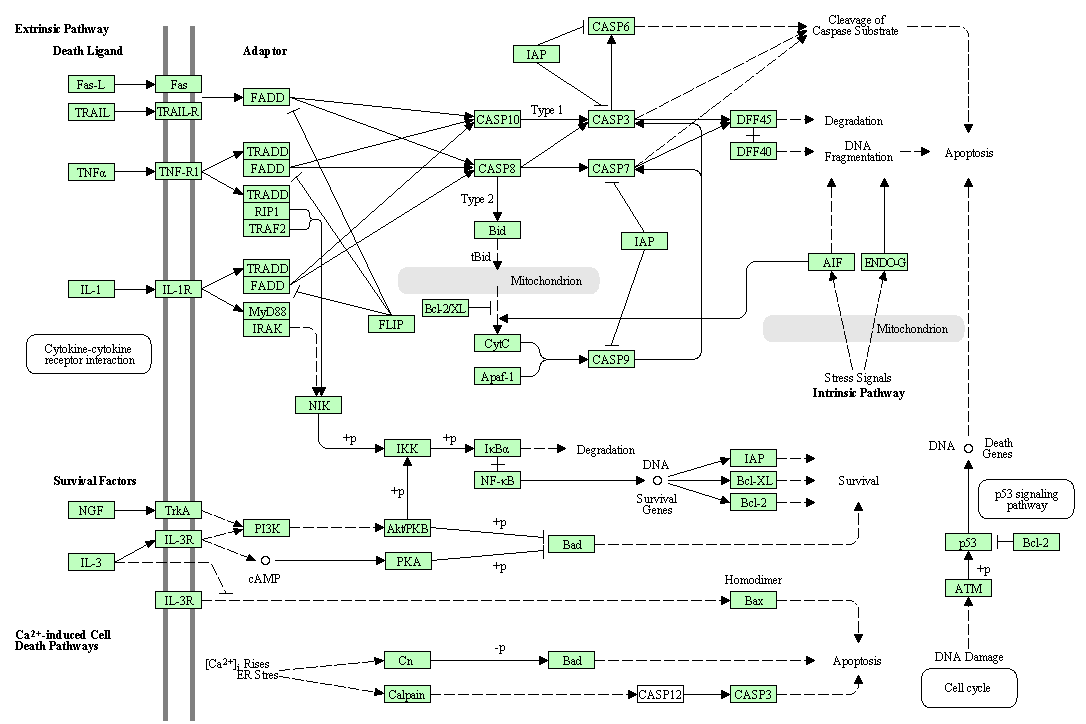 Extrinsic Pathway
Death Ligand
Adaptor
Fas-L
Fas
FADD
TRAIL
TRAIL-R
TNFα
TNF-R1
TRADD
FADD
TRADD
RIP1
TRAF2
IL-1
IL-1R
TRADD
FADD
MyD88
IRAK
FLIP
Cytokine-cytokine
receptor interaction
CASP6
IAP
CASP10
Type 1
CASP3
CASP8
CASP7
Type 2
Bid
tBid
Mitochondrion
Bcl-2/XL
CytC
Apaf-1
CASP9
IAP
Cleavage of
Caspase Substrate
DFF45
Degradation
DFF40
DNA
Fragmentation
Apoptosis
AIF
ENDO-G
Mitochondrion
Stress Signals
Intrinsic Pathway
NIK
+p
IKK
+p
IκBα
Degradation
NF-κB
+p
DNA
Survival
Genes
IAP
Bcl-XL
Bcl-2
Survival
DNA
Death
Genes
p53 signaling
pathway
p53
Bcl-2
+p
ATM
DNA Damage
Cell cycle
Survival Factors
NGF
TrkA
PI3K
Akt/PKB
+p
Bad
IL-3
IL-3R
cAMP
PKA
+p
IL-3R
Homodimer
Bax
Ca2+-induced Cell
Death Pathways
[Ca2+]i Rises
ER Stres
Cn
-p
Bad
Apoptosis
Calpain
CASP12
CASP3